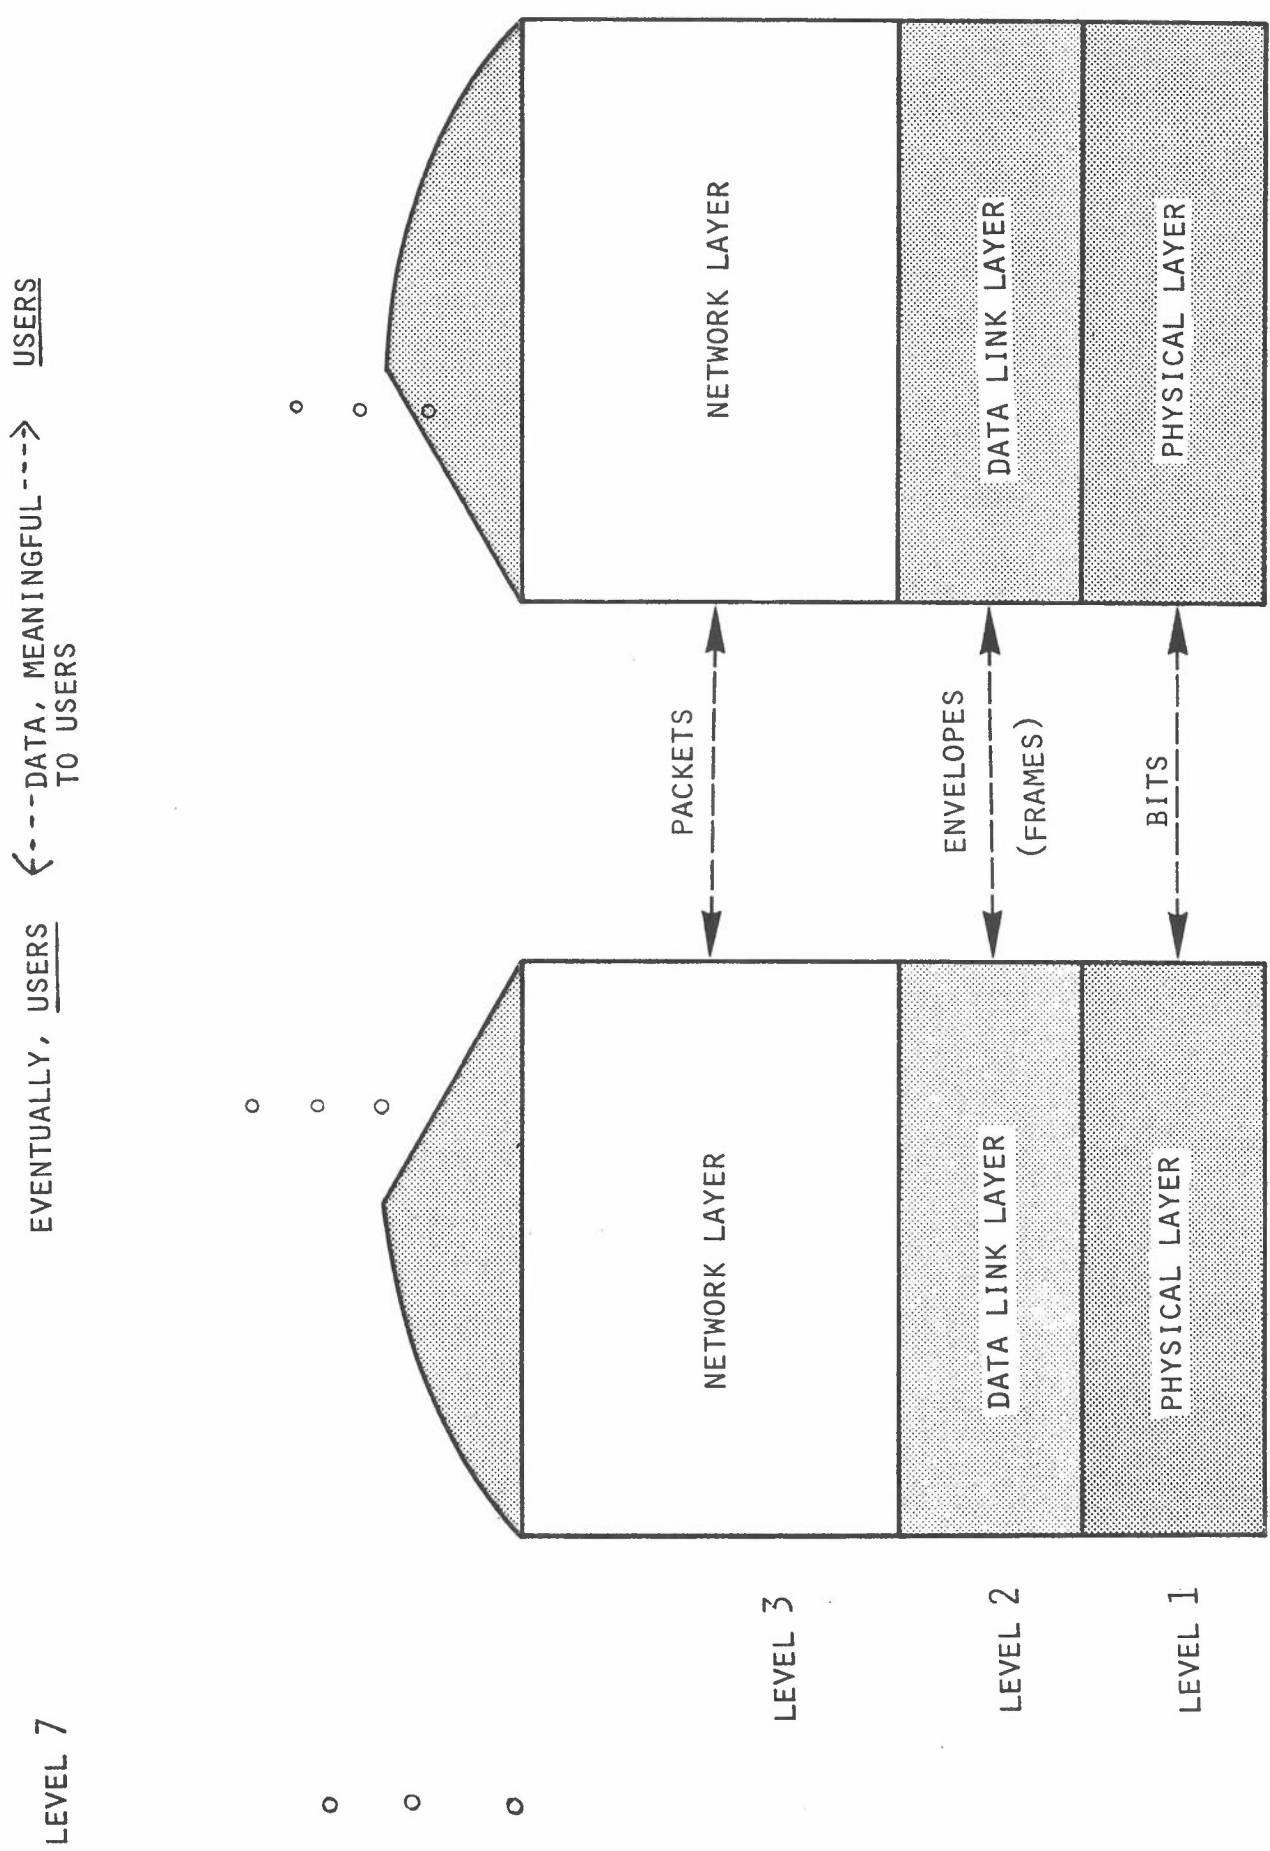 LEVEL 7
EVENTUALLY, USERS <---DATA, MEANINGFUL---> USERS
TO USERS
LEVEL 3
NETWORK LAYER
PACKETS
NETWORK LAYER
LEVEL 2
DATA LINK LAYER
ENVELOPES
(FRAMES)
DATA LINK LAYER
LEVEL 1
PHYSICAL LAYER
BITS
PHYSICAL LAYER